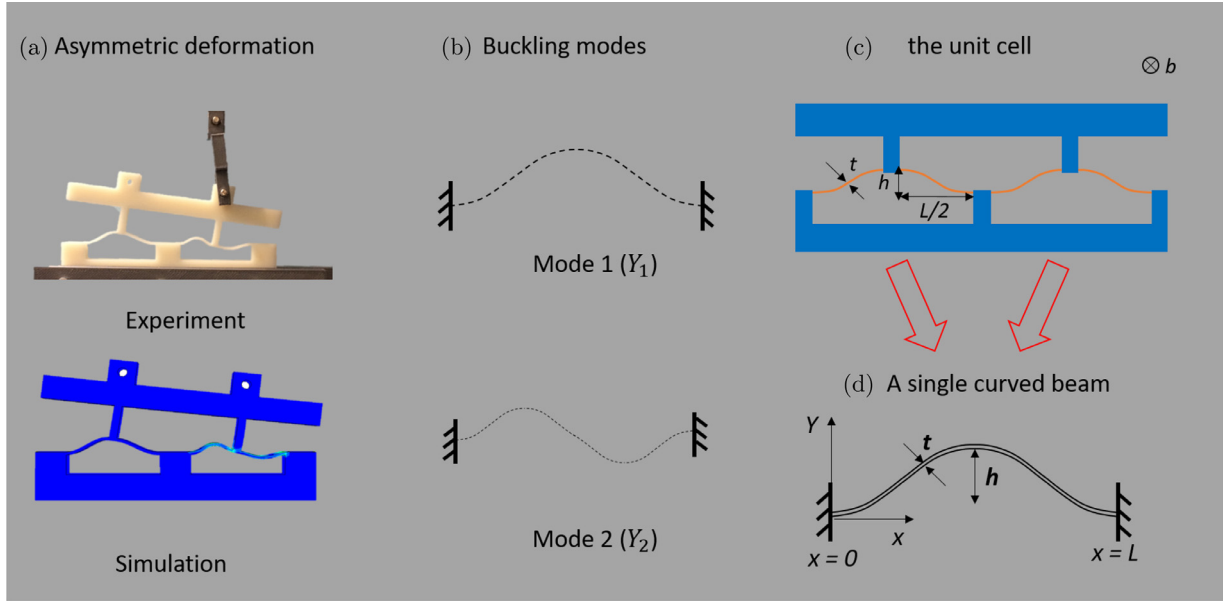 (a) Asymmetric deformation
Experiment
Simulation
(b) Buckling modes
Mode 1 (Y₁)
Mode 2 (Y₂)
(c) the unit cell
⊗ b
t
h
L/2
(d) A single curved beam
Y
t
h
x
x = 0
x = L